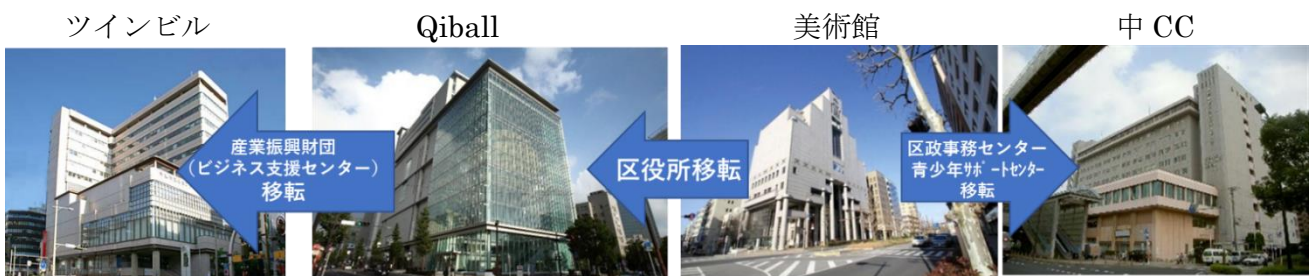 ツインビル
Qiball
美術館
中 CC
産業振興財団
（ビジネス支援センター）
移転
区役所移転
区政事務センター
青少年ｻﾎﾟｰﾄｾﾝﾀｰ
移転